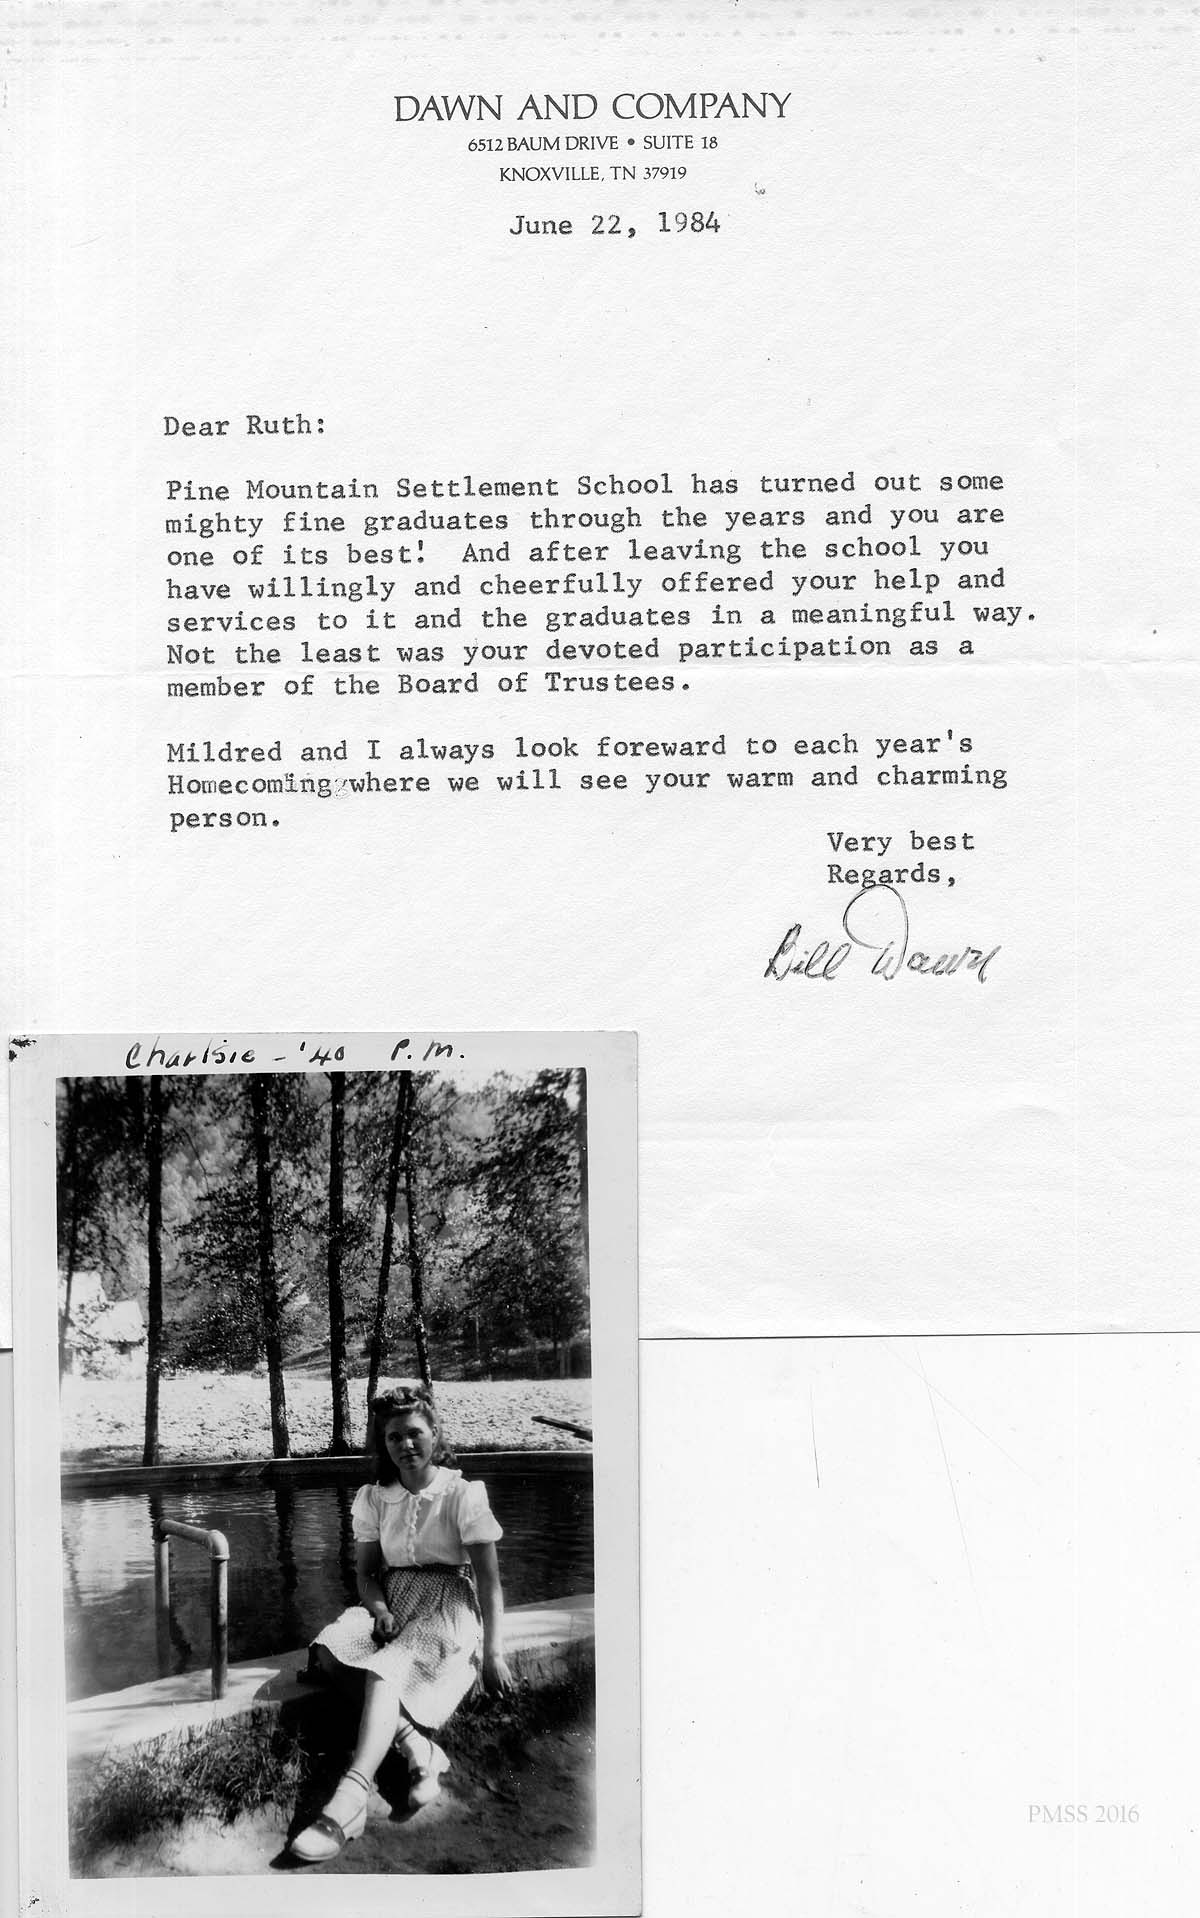 DAWN AND COMPANY
6512 BAUM DRIVE • SUITE 18
KNOXVILLE, TN 37919
June 22, 1984
Dear Ruth:
Pine Mountain Settlement School has turned out some
mighty fine graduates through the years and you are
one of its best! And after leaving the school you
have willingly and cheerfully offered your help and
services to it and the graduates in a meaningful way.
Not the least was your devoted participation as a
member of the Board of Trustees.
Mildred and I always look foreward to each year's
Homecoming where we will see your warm and charming
person.
Very best
Regards,
Bill Dawn
Charlsie - '40 P.M.
PMSS 2016